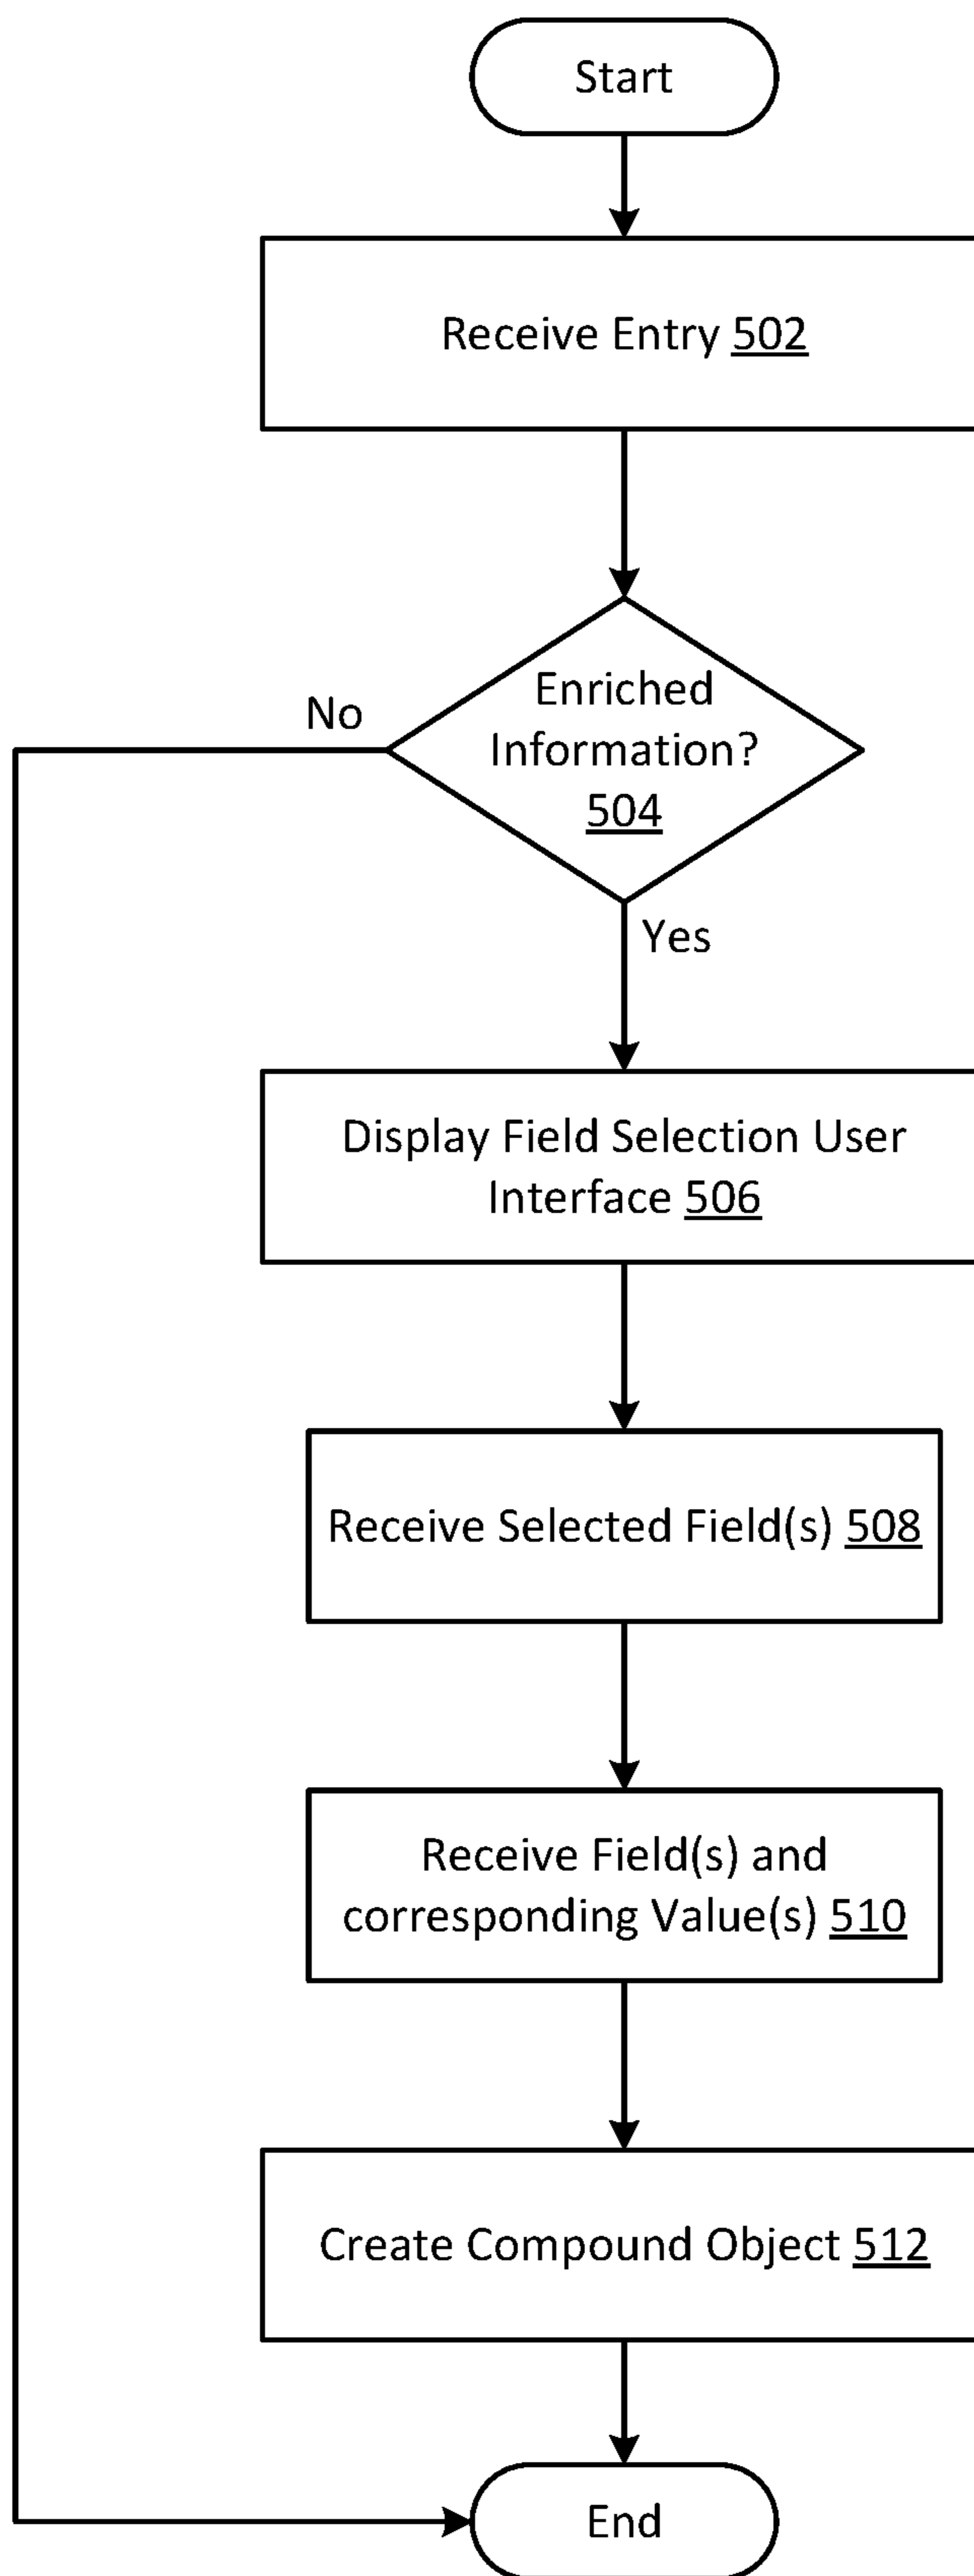 Start
Receive Entry 502
Enriched
Information?
504
No
Yes
Display Field Selection User
Interface 506
Receive Selected Field(s) 508
Receive Field(s) and
corresponding Value(s) 510
Create Compound Object 512
End